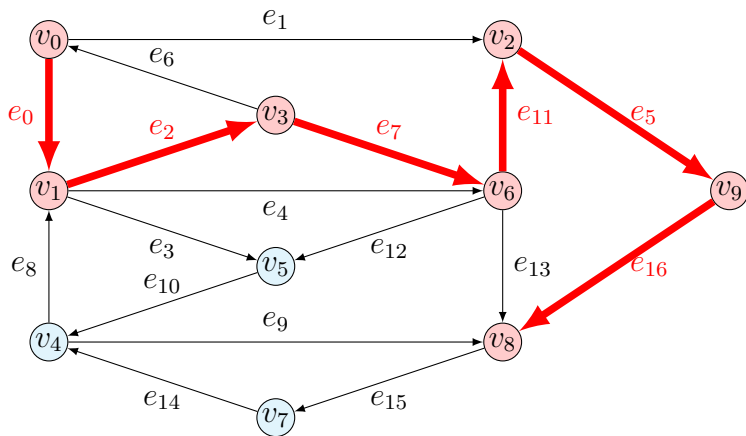 v₀ e₁ v₂
e₆
e₀ e₂ v₃ e₇ e₁₁ e₅
v₁ e₄ v₆ v₉
e₃ e₁₂
e₈ e₁₀ v₅ e₁₃ e₁₆
v₄ e₉ v₈
e₁₄ v₇ e₁₅